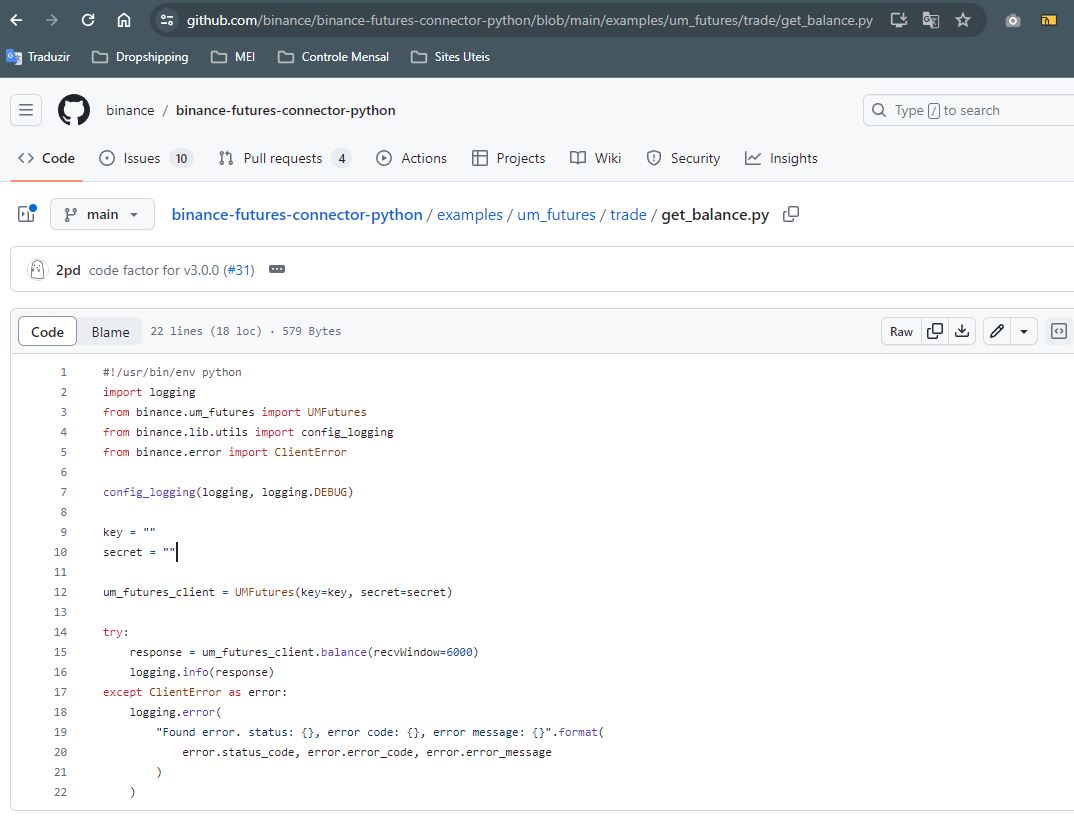 github.com/binance/binance-futures-connector-python/blob/main/examples/um_futures/trade/get_balance.py
Traduzir Dropshipping MEI Controle Mensal Sites Uteis
binance / binance-futures-connector-python
Type / to search
Code Issues 10 Pull requests 4 Actions Projects Wiki Security Insights
main binance-futures-connector-python / examples / um_futures / trade / get_balance.py
2pd code factor for v3.0.0 (#31)
Code Blame 22 lines (18 loc) · 579 Bytes Raw
1 #!/usr/bin/env python
2 import logging
3 from binance.um_futures import UMFutures
4 from binance.lib.utils import config_logging
5 from binance.error import ClientError
6
7 config_logging(logging, logging.DEBUG)
8
9 key = ""
10 secret = ""
11
12 um_futures_client = UMFutures(key=key, secret=secret)
13
14 try:
15     response = um_futures_client.balance(recvWindow=6000)
16     logging.info(response)
17 except ClientError as error:
18     logging.error(
19         "Found error. status: {}, error code: {}, error message: {}".format(
20             error.status_code, error.error_code, error.error_message
21         )
22     )